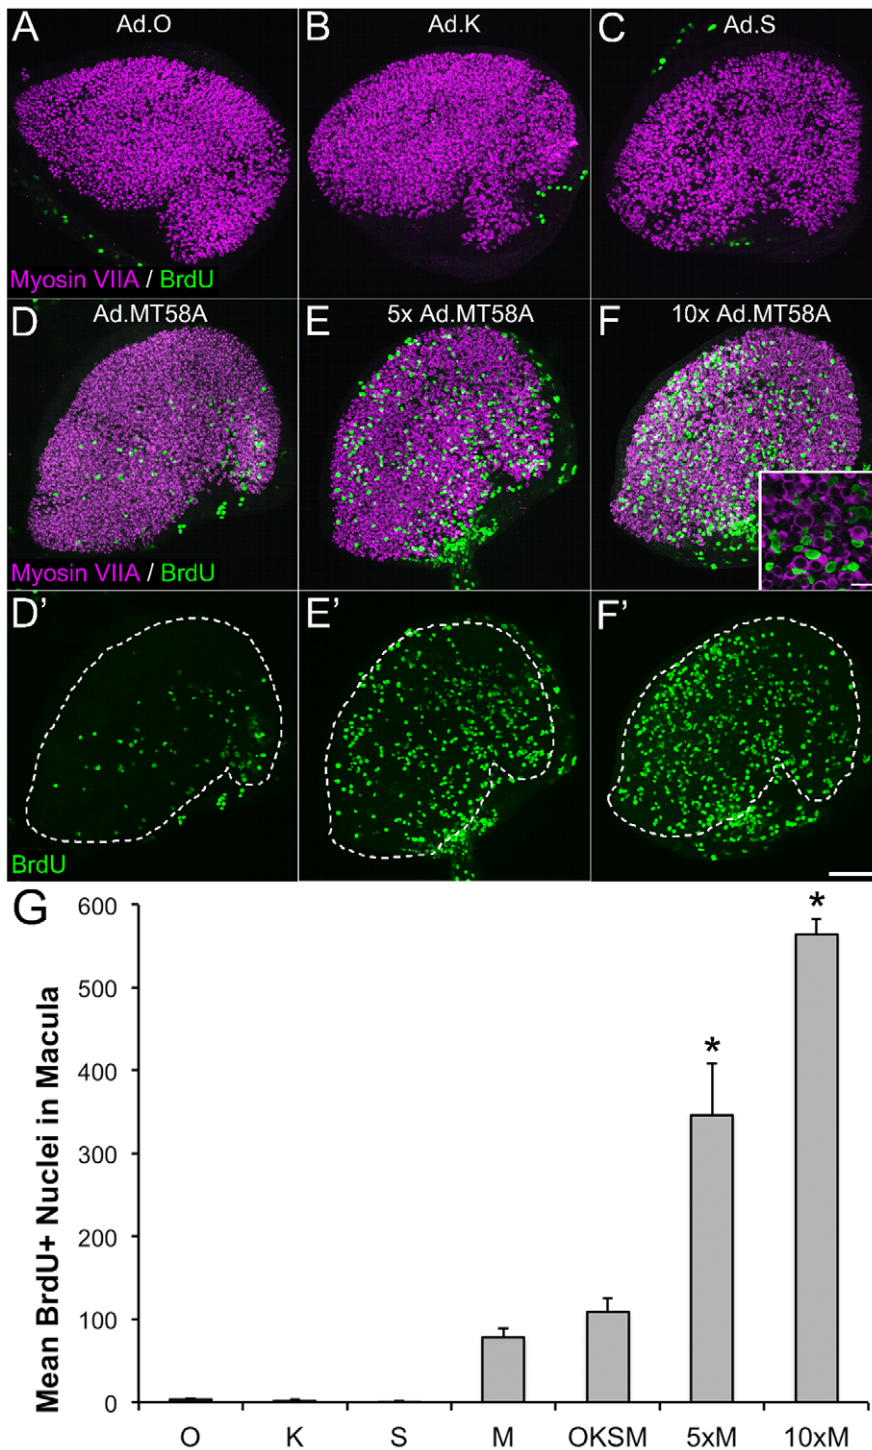 A Ad.O
B Ad.K
C Ad.S
Myosin VIIA / BrdU
D Ad.MT58A
E 5x Ad.MT58A
F 10x Ad.MT58A
Myosin VIIA / BrdU
D'
E'
F'
BrdU
G
Mean BrdU+ Nuclei in Macula
600
500
400
300
200
100
0
*
*
O K S M OKSM 5xM 10xM